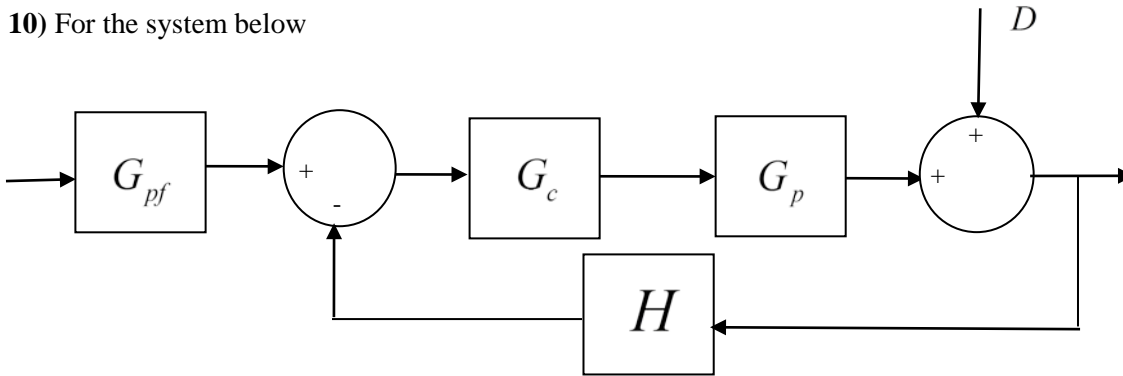 10) For the system below
D
+
G_pf
+
-
G_c
G_p
+
H